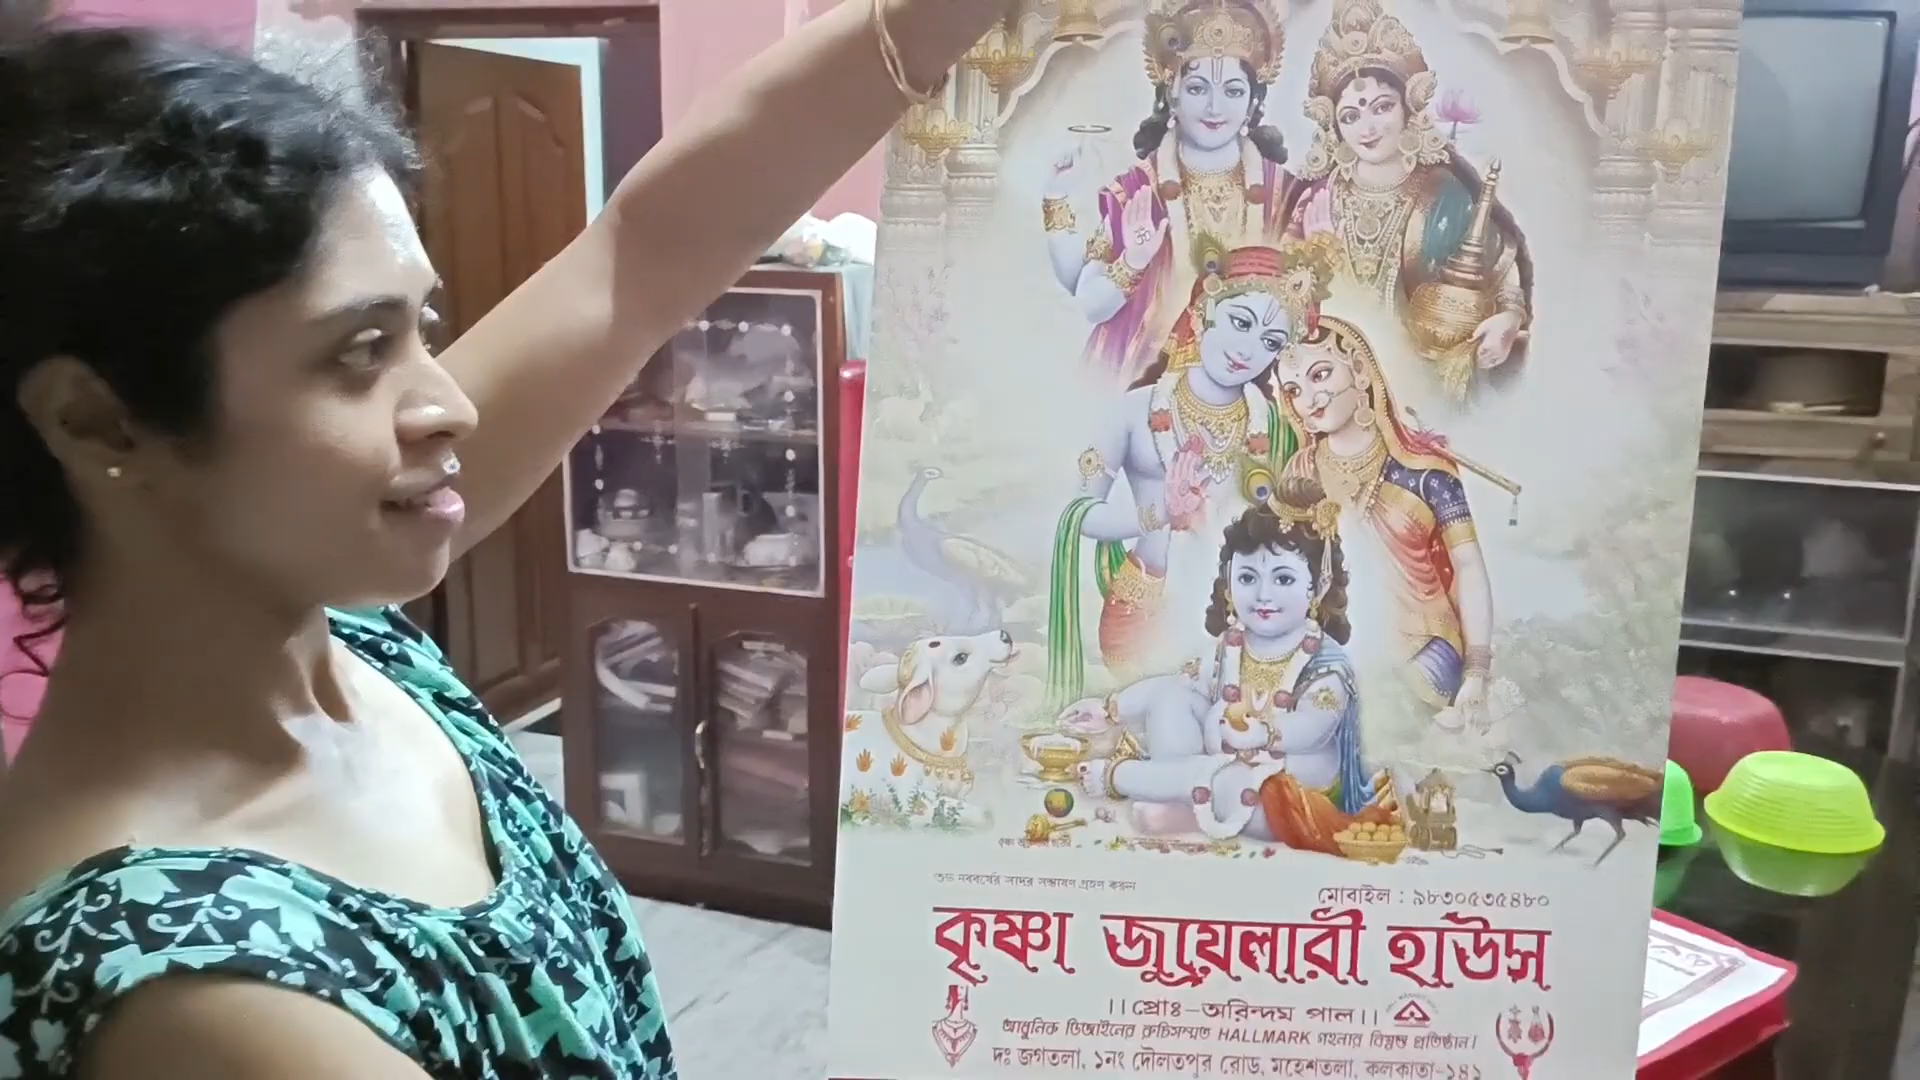 শুভ নববর্ষের সাদর সম্ভাষণ গ্রহণ করুন
মোবাইল : ৯৮৩০৫৩৫৪৮০
কৃষ্ণা জুয়েলারী হাউস
।।প্রোঃ-অরিন্দম পাল।।
আধুনিক ডিজাইনের রুচিসম্মত HALLMARK গহনার বিশ্বস্ত প্রতিষ্ঠান।
দঃ জগতলা, ১নং দৌলতপুর রোড, মহেশতলা, কলকাতা-১৪১